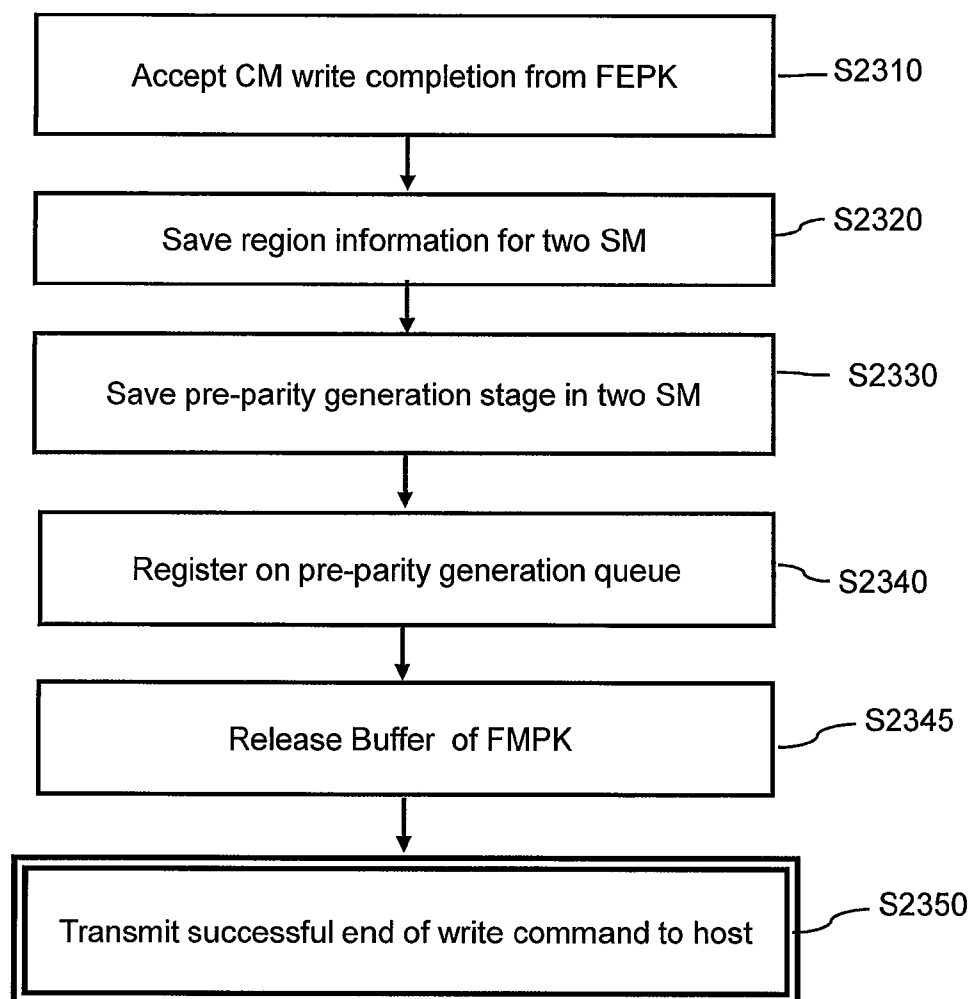 Accept CM write completion from FEPK
S2310
Save region information for two SM
S2320
Save pre-parity generation stage in two SM
S2330
Register on pre-parity generation queue
S2340
Release Buffer of FMPK
S2345
Transmit successful end of write command to host
S2350